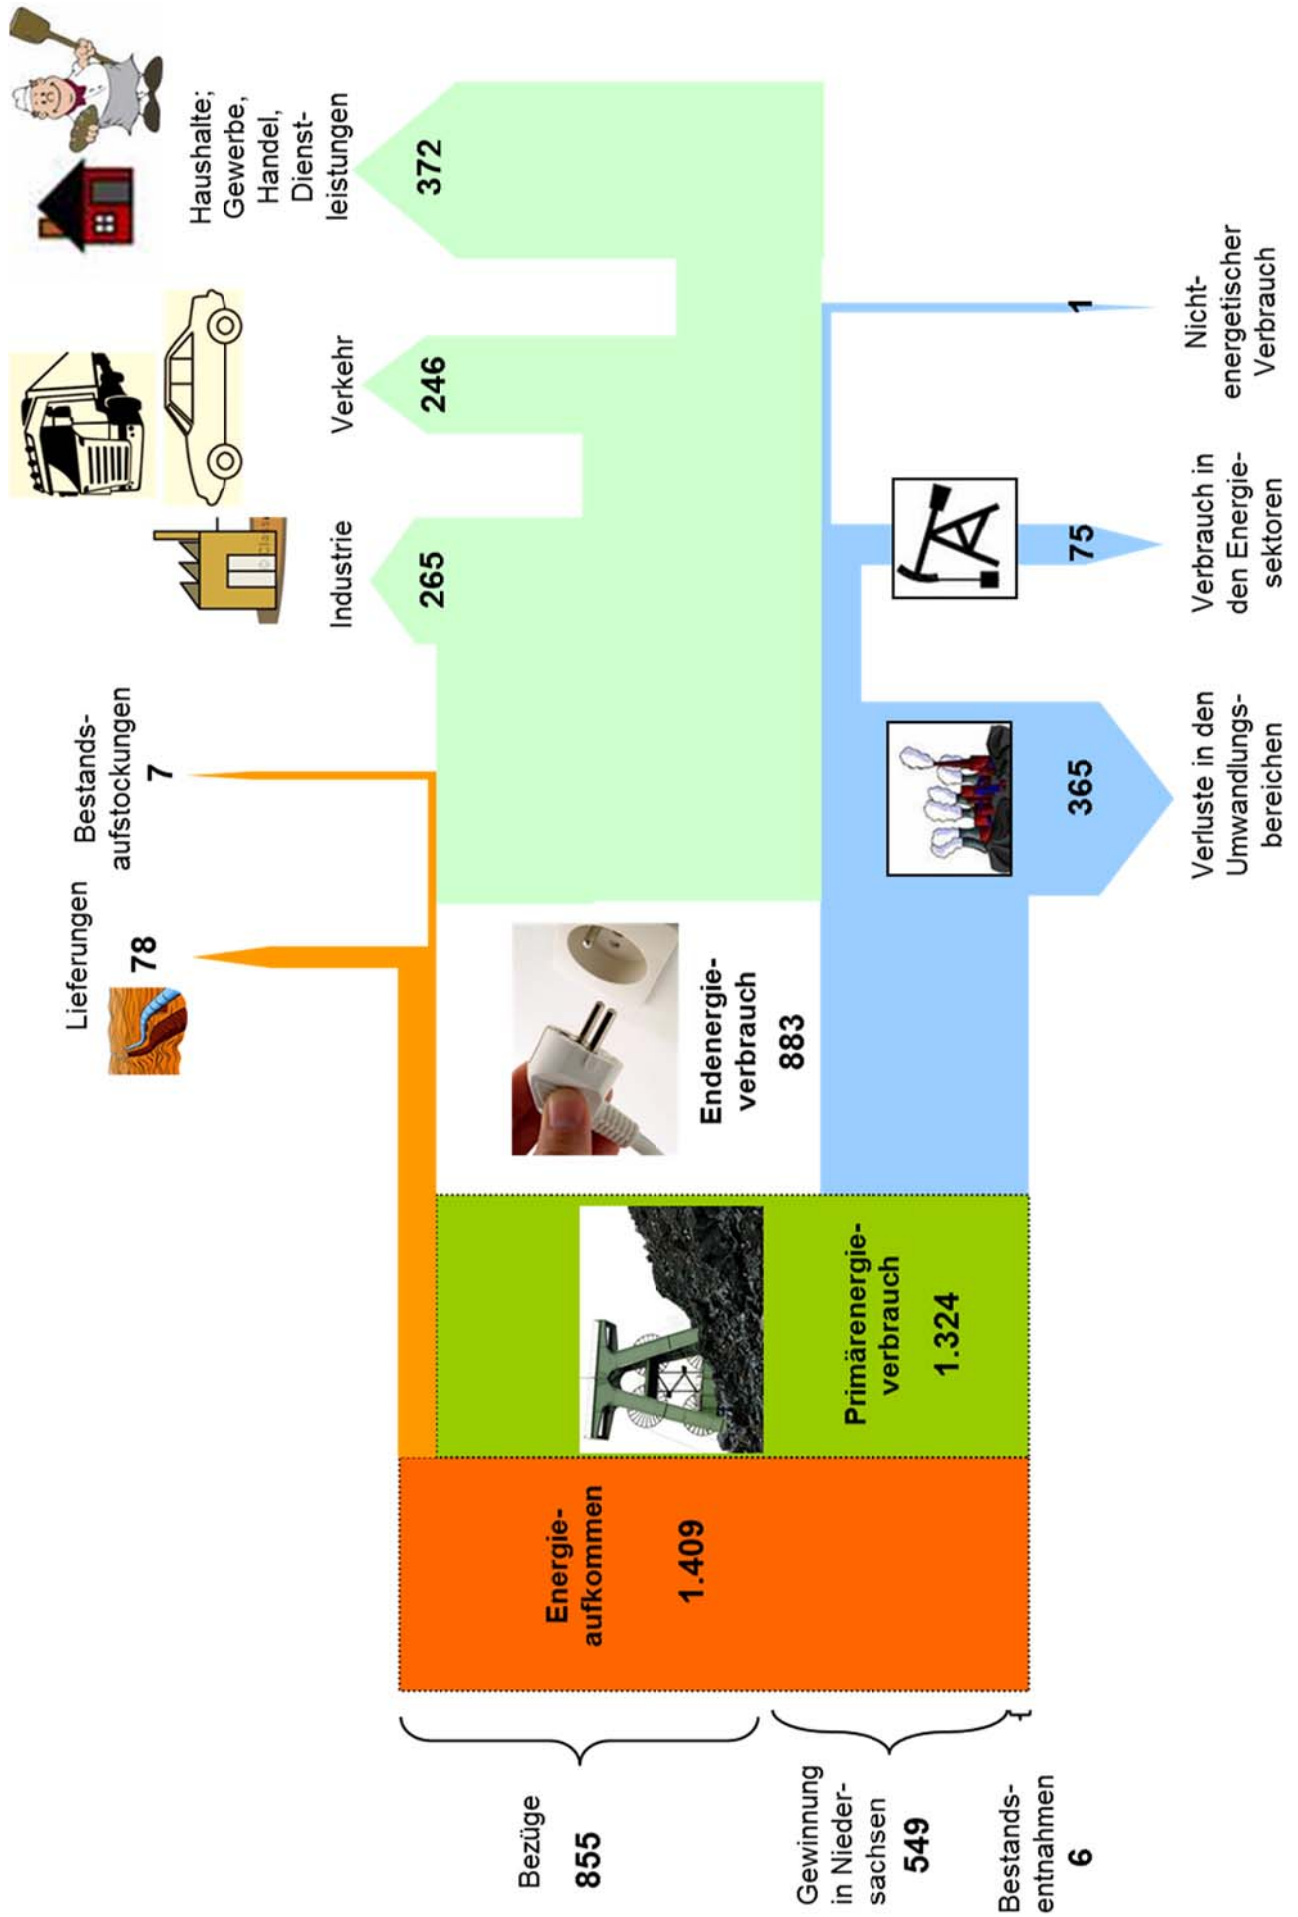 Bezüge
855
Gewinnung
in Nieder-
sachsen
549
Bestands-
entnahmen
6
Energie-
aufkommen
1.409
Primärenergie-
verbrauch
1.324
Endenergie-
verbrauch
883
Lieferungen
78
Bestands-
aufstockungen
7
Industrie
265
Verkehr
246
Haushalte;
Gewerbe,
Handel,
Dienst-
leistungen
372
365
Verluste in den
Umwandlungs-
bereichen
75
Verbrauch in
den Energie-
sektoren
1
Nicht-
energetischer
Verbrauch